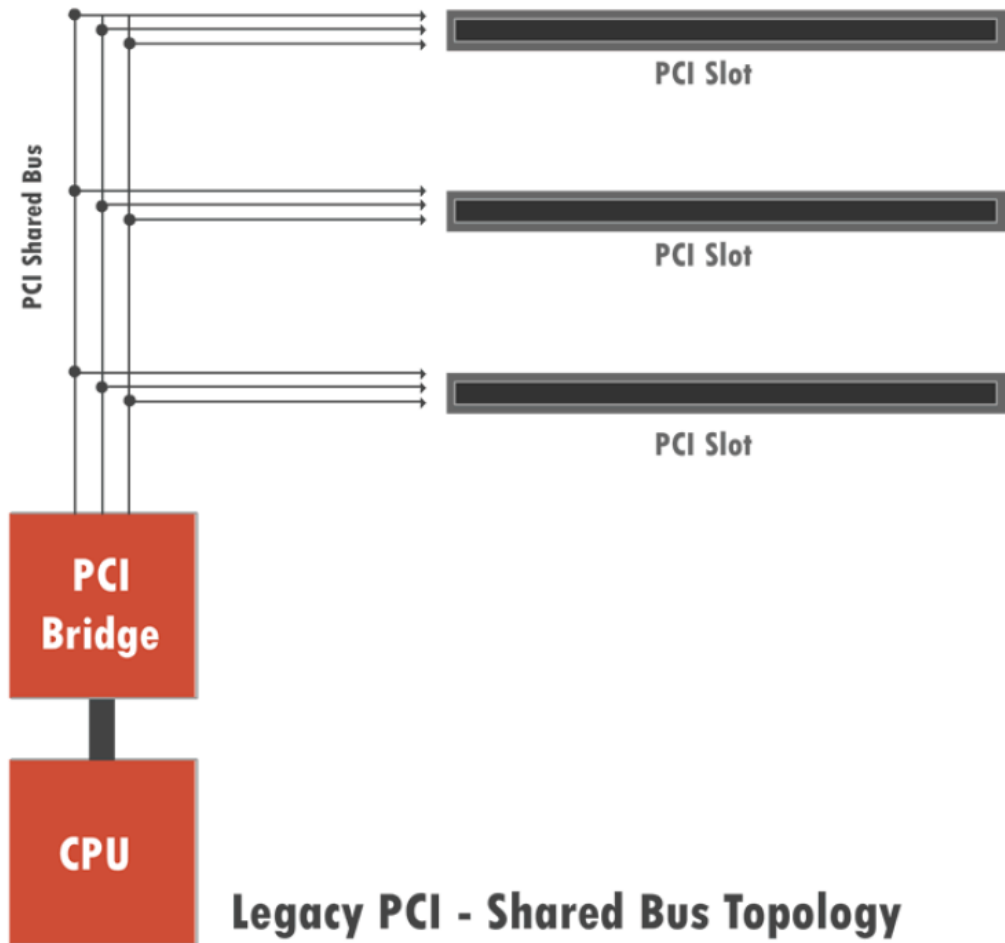 PCI Slot
PCI Shared Bus
PCI Slot
PCI Slot
PCI
Bridge
CPU
Legacy PCI - Shared Bus Topology